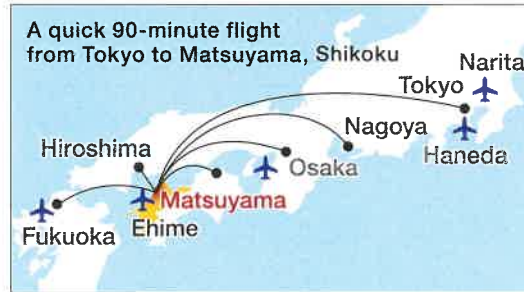 A quick 90-minute flight
from Tokyo to Matsuyama, Shikoku
Narita
Tokyo
Nagoya
Haneda
Hiroshima
Osaka
Matsuyama
Ehime
Fukuoka